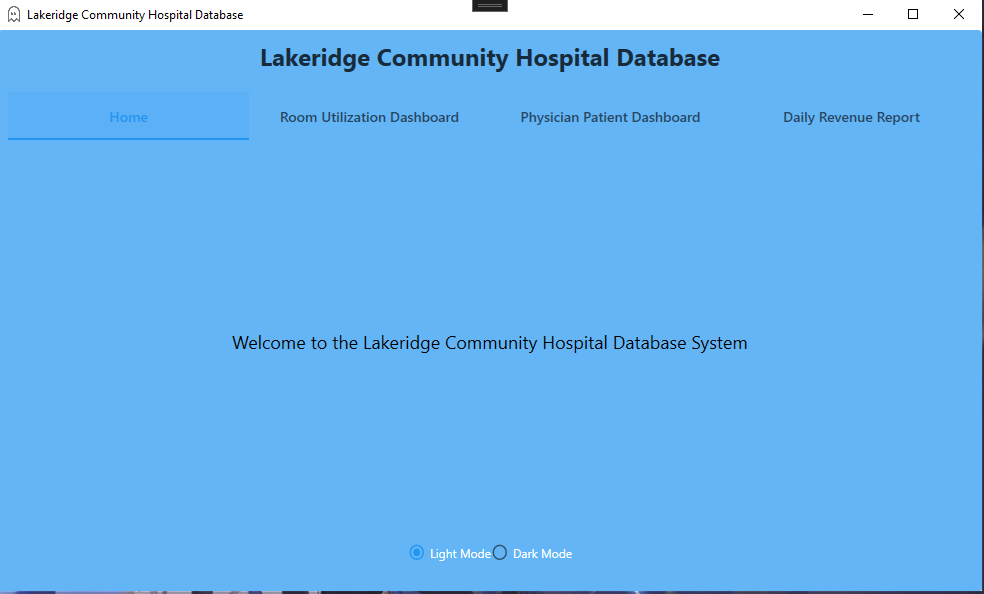 Lakeridge Community Hospital Database
Lakeridge Community Hospital Database
Home Room Utilization Dashboard Physician Patient Dashboard Daily Revenue Report
Welcome to the Lakeridge Community Hospital Database System
Light Mode Dark Mode